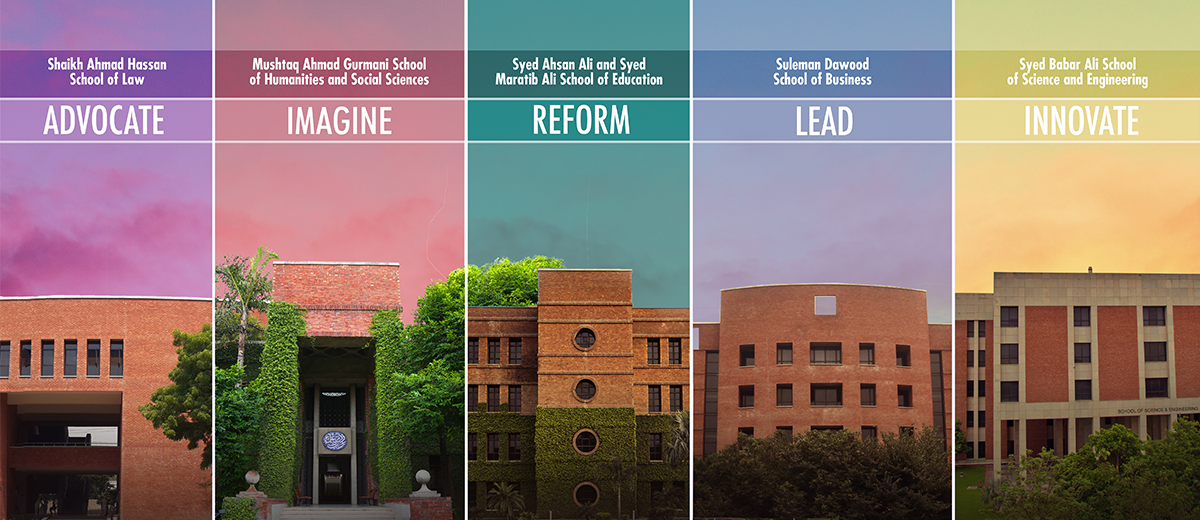 Shaikh Ahmad Hassan
School of Law
ADVOCATE
Mushtaq Ahmad Gurmani School
of Humanities and Social Sciences
IMAGINE
Syed Ahsan Ali and Syed
Maratib Ali School of Education
REFORM
Suleman Dawood
School of Business
LEAD
Syed Babar Ali School
of Science and Engineering
INNOVATE
SCHOOL OF SCIENCE & ENGINEERING